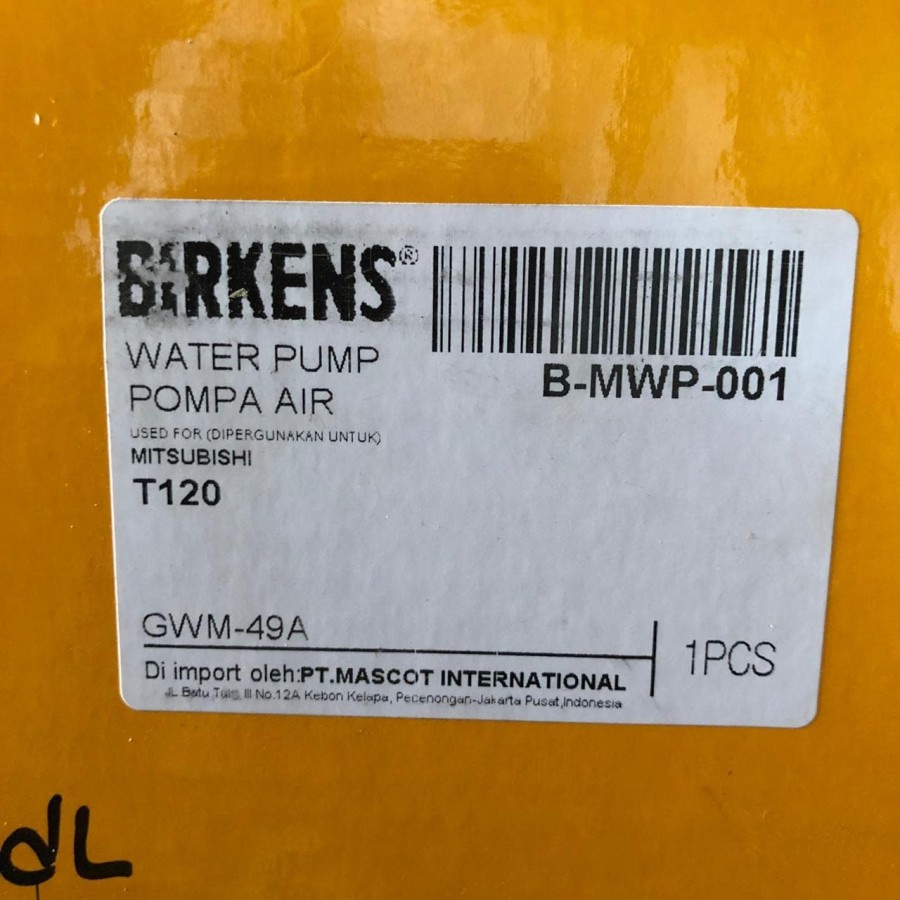 BIRKENS®
B-MWP-001
WATER PUMP
POMPA AIR
USED FOR (DIPERGUNAKAN UNTUK)
MITSUBISHI
T120
GWM-49A
1PCS
Di import oleh:PT.MASCOT INTERNATIONAL
JL Batu Tulis III No.12A Kebon Kelapa, Pecenongan-Jakarta Pusat,Indonesia
dL